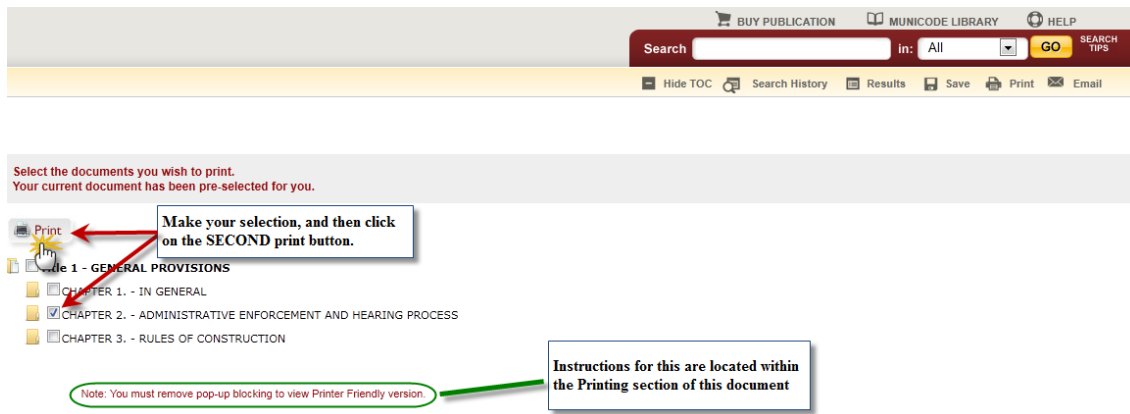 BUY PUBLICATION MUNICODE LIBRARY HELP
Search in: All GO SEARCH TIPS
Hide TOC Search History Results Save Print Email
Select the documents you wish to print.
Your current document has been pre-selected for you.
Print
Make your selection, and then click
on the SECOND print button.
1 - GENERAL PROVISIONS
CHAPTER 1. - IN GENERAL
CHAPTER 2. - ADMINISTRATIVE ENFORCEMENT AND HEARING PROCESS
CHAPTER 3. - RULES OF CONSTRUCTION
Instructions for this are located within
the Printing section of this document
Note: You must remove pop-up blocking to view Printer Friendly version.